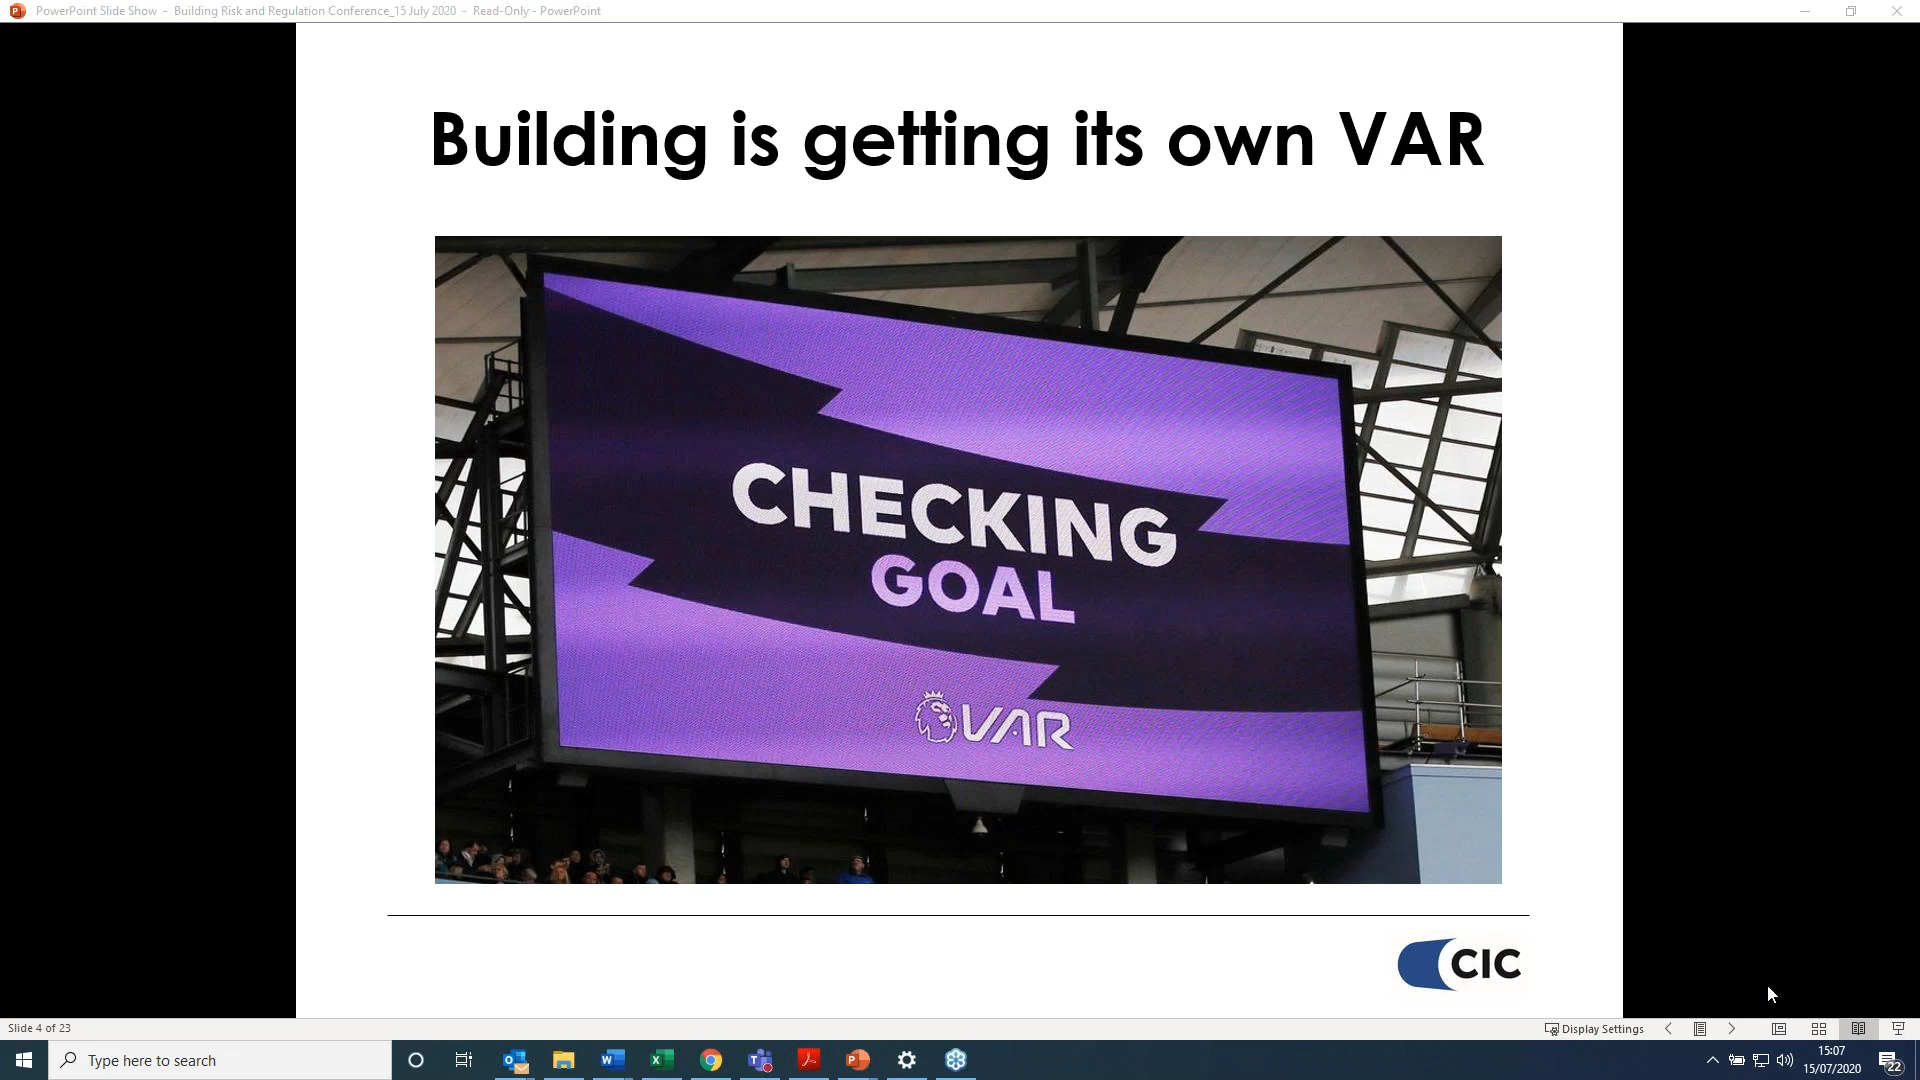 PowerPoint Slide Show - Building Risk and Regulation Conference_15 July 2020 - Read-Only - PowerPoint
Building is getting its own VAR
CHECKING
GOAL
VAR
CIC
Slide 4 of 23
Display Settings
Type here to search
15:07
15/07/2020
22